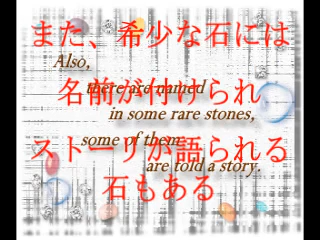 また、希少な石には
Also,
there are named
名前が付けられ
in some rare stones,
some of them
ストーリが語られる
are told a story.
石もある